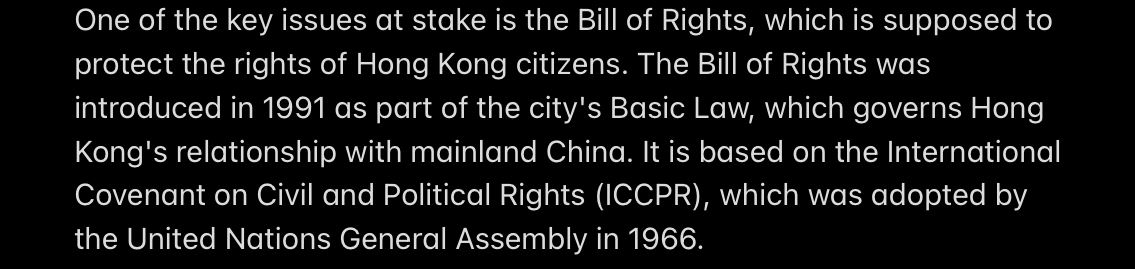 One of the key issues at stake is the Bill of Rights, which is supposed to
protect the rights of Hong Kong citizens. The Bill of Rights was
introduced in 1991 as part of the city's Basic Law, which governs Hong
Kong's relationship with mainland China. It is based on the International
Covenant on Civil and Political Rights (ICCPR), which was adopted by
the United Nations General Assembly in 1966.